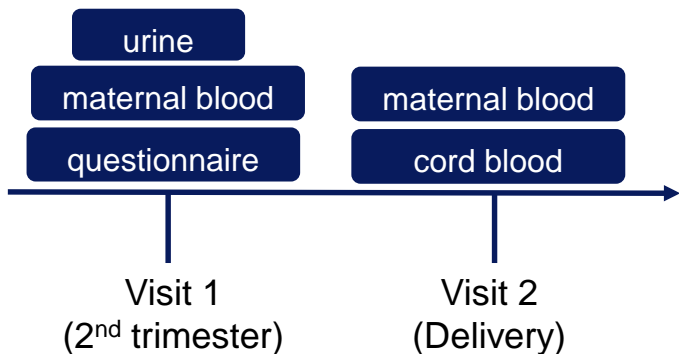 urine
maternal blood
questionnaire
maternal blood
cord blood
Visit 1
(2nd trimester)
Visit 2
(Delivery)